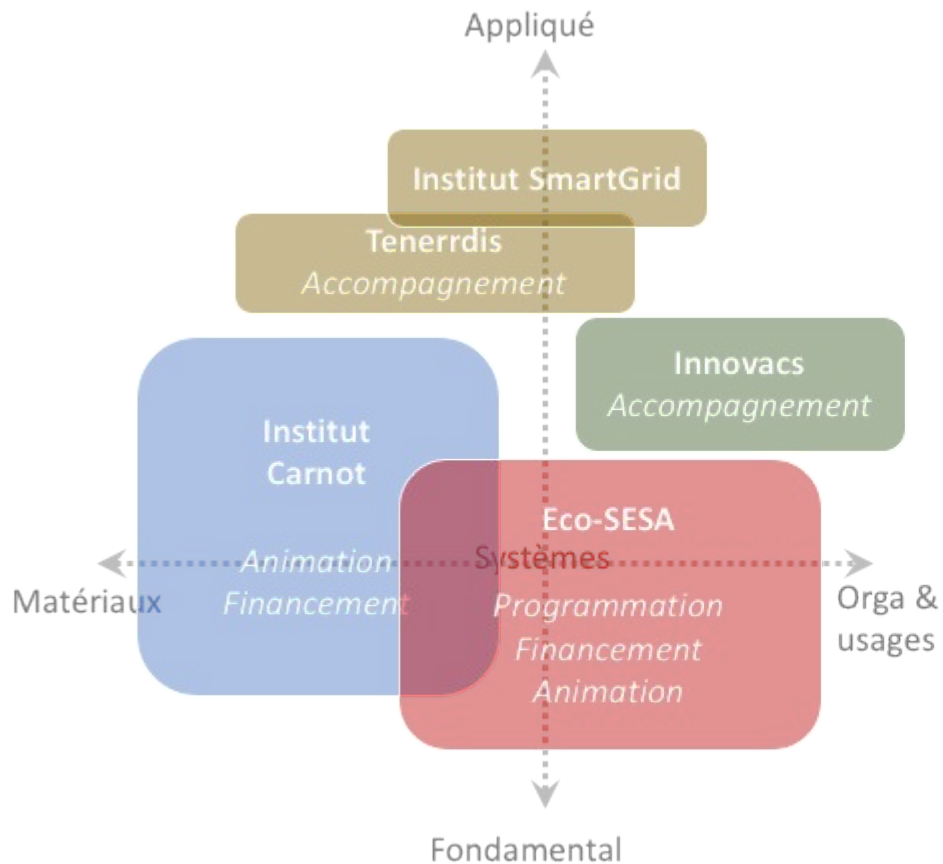 Appliqué
Institut SmartGrid
Tenerrdis
Accompagnement
Innovacs
Accompagnement
Institut
Carnot
Animation
Financement
Eco-SESA
Systèmes
Programmation
Financement
Animation
Matériaux
Orga &
usages
Fondamental